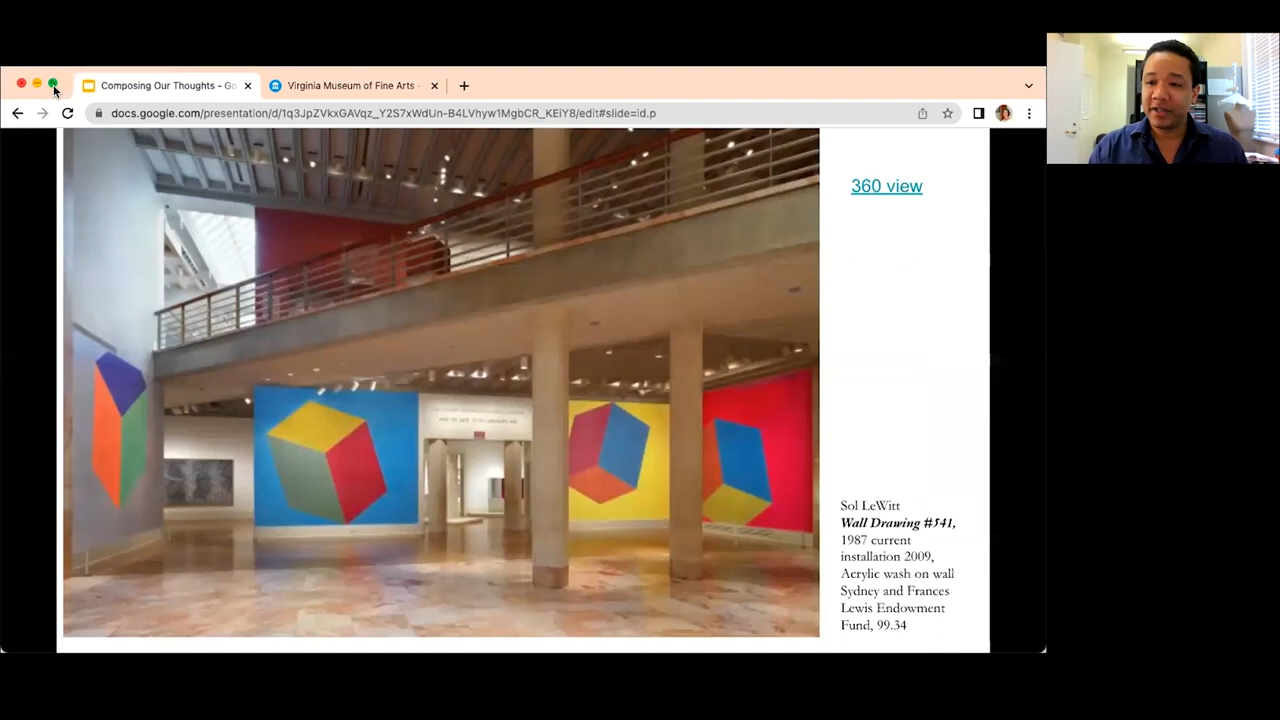 Composing Our Thoughts - Go
Virginia Museum of Fine Arts -
docs.google.com/presentation/d/1q3JpZVkxGAVqz_Y2S7xWdUn-B4LVhyw1MgbCR_KEiY8/edit#slide=id.p
360 view
Sol LeWitt
Wall Drawing #541,
1987 current
installation 2009,
Acrylic wash on wall
Sydney and Frances
Lewis Endowment
Fund, 99.34